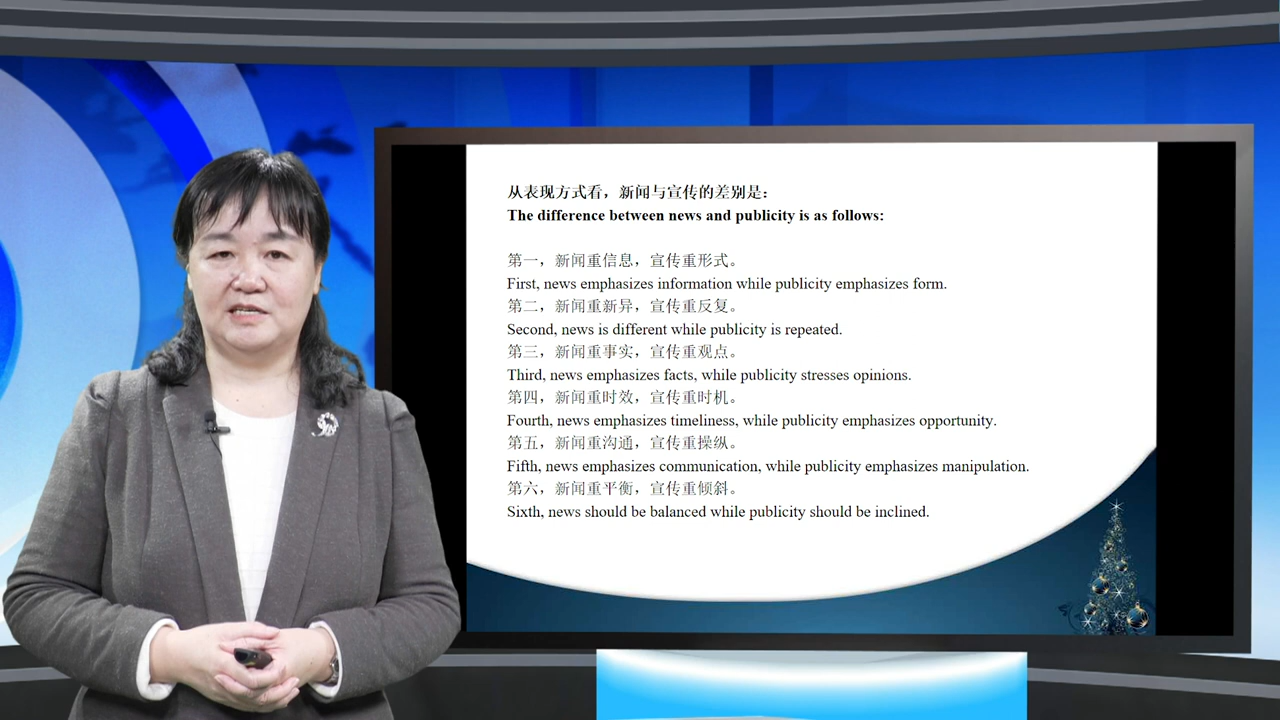 从表现方式看，新闻与宣传的差别是：
The difference between news and publicity is as follows:
第一，新闻重信息，宣传重形式。
First, news emphasizes information while publicity emphasizes form.
第二，新闻重新异，宣传重反复。
Second, news is different while publicity is repeated.
第三，新闻重事实，宣传重观点。
Third, news emphasizes facts, while publicity stresses opinions.
第四，新闻重时效，宣传重时机。
Fourth, news emphasizes timeliness, while publicity emphasizes opportunity.
第五，新闻重沟通，宣传重操纵。
Fifth, news emphasizes communication, while publicity emphasizes manipulation.
第六，新闻重平衡，宣传重倾斜。
Sixth, news should be balanced while publicity should be inclined.